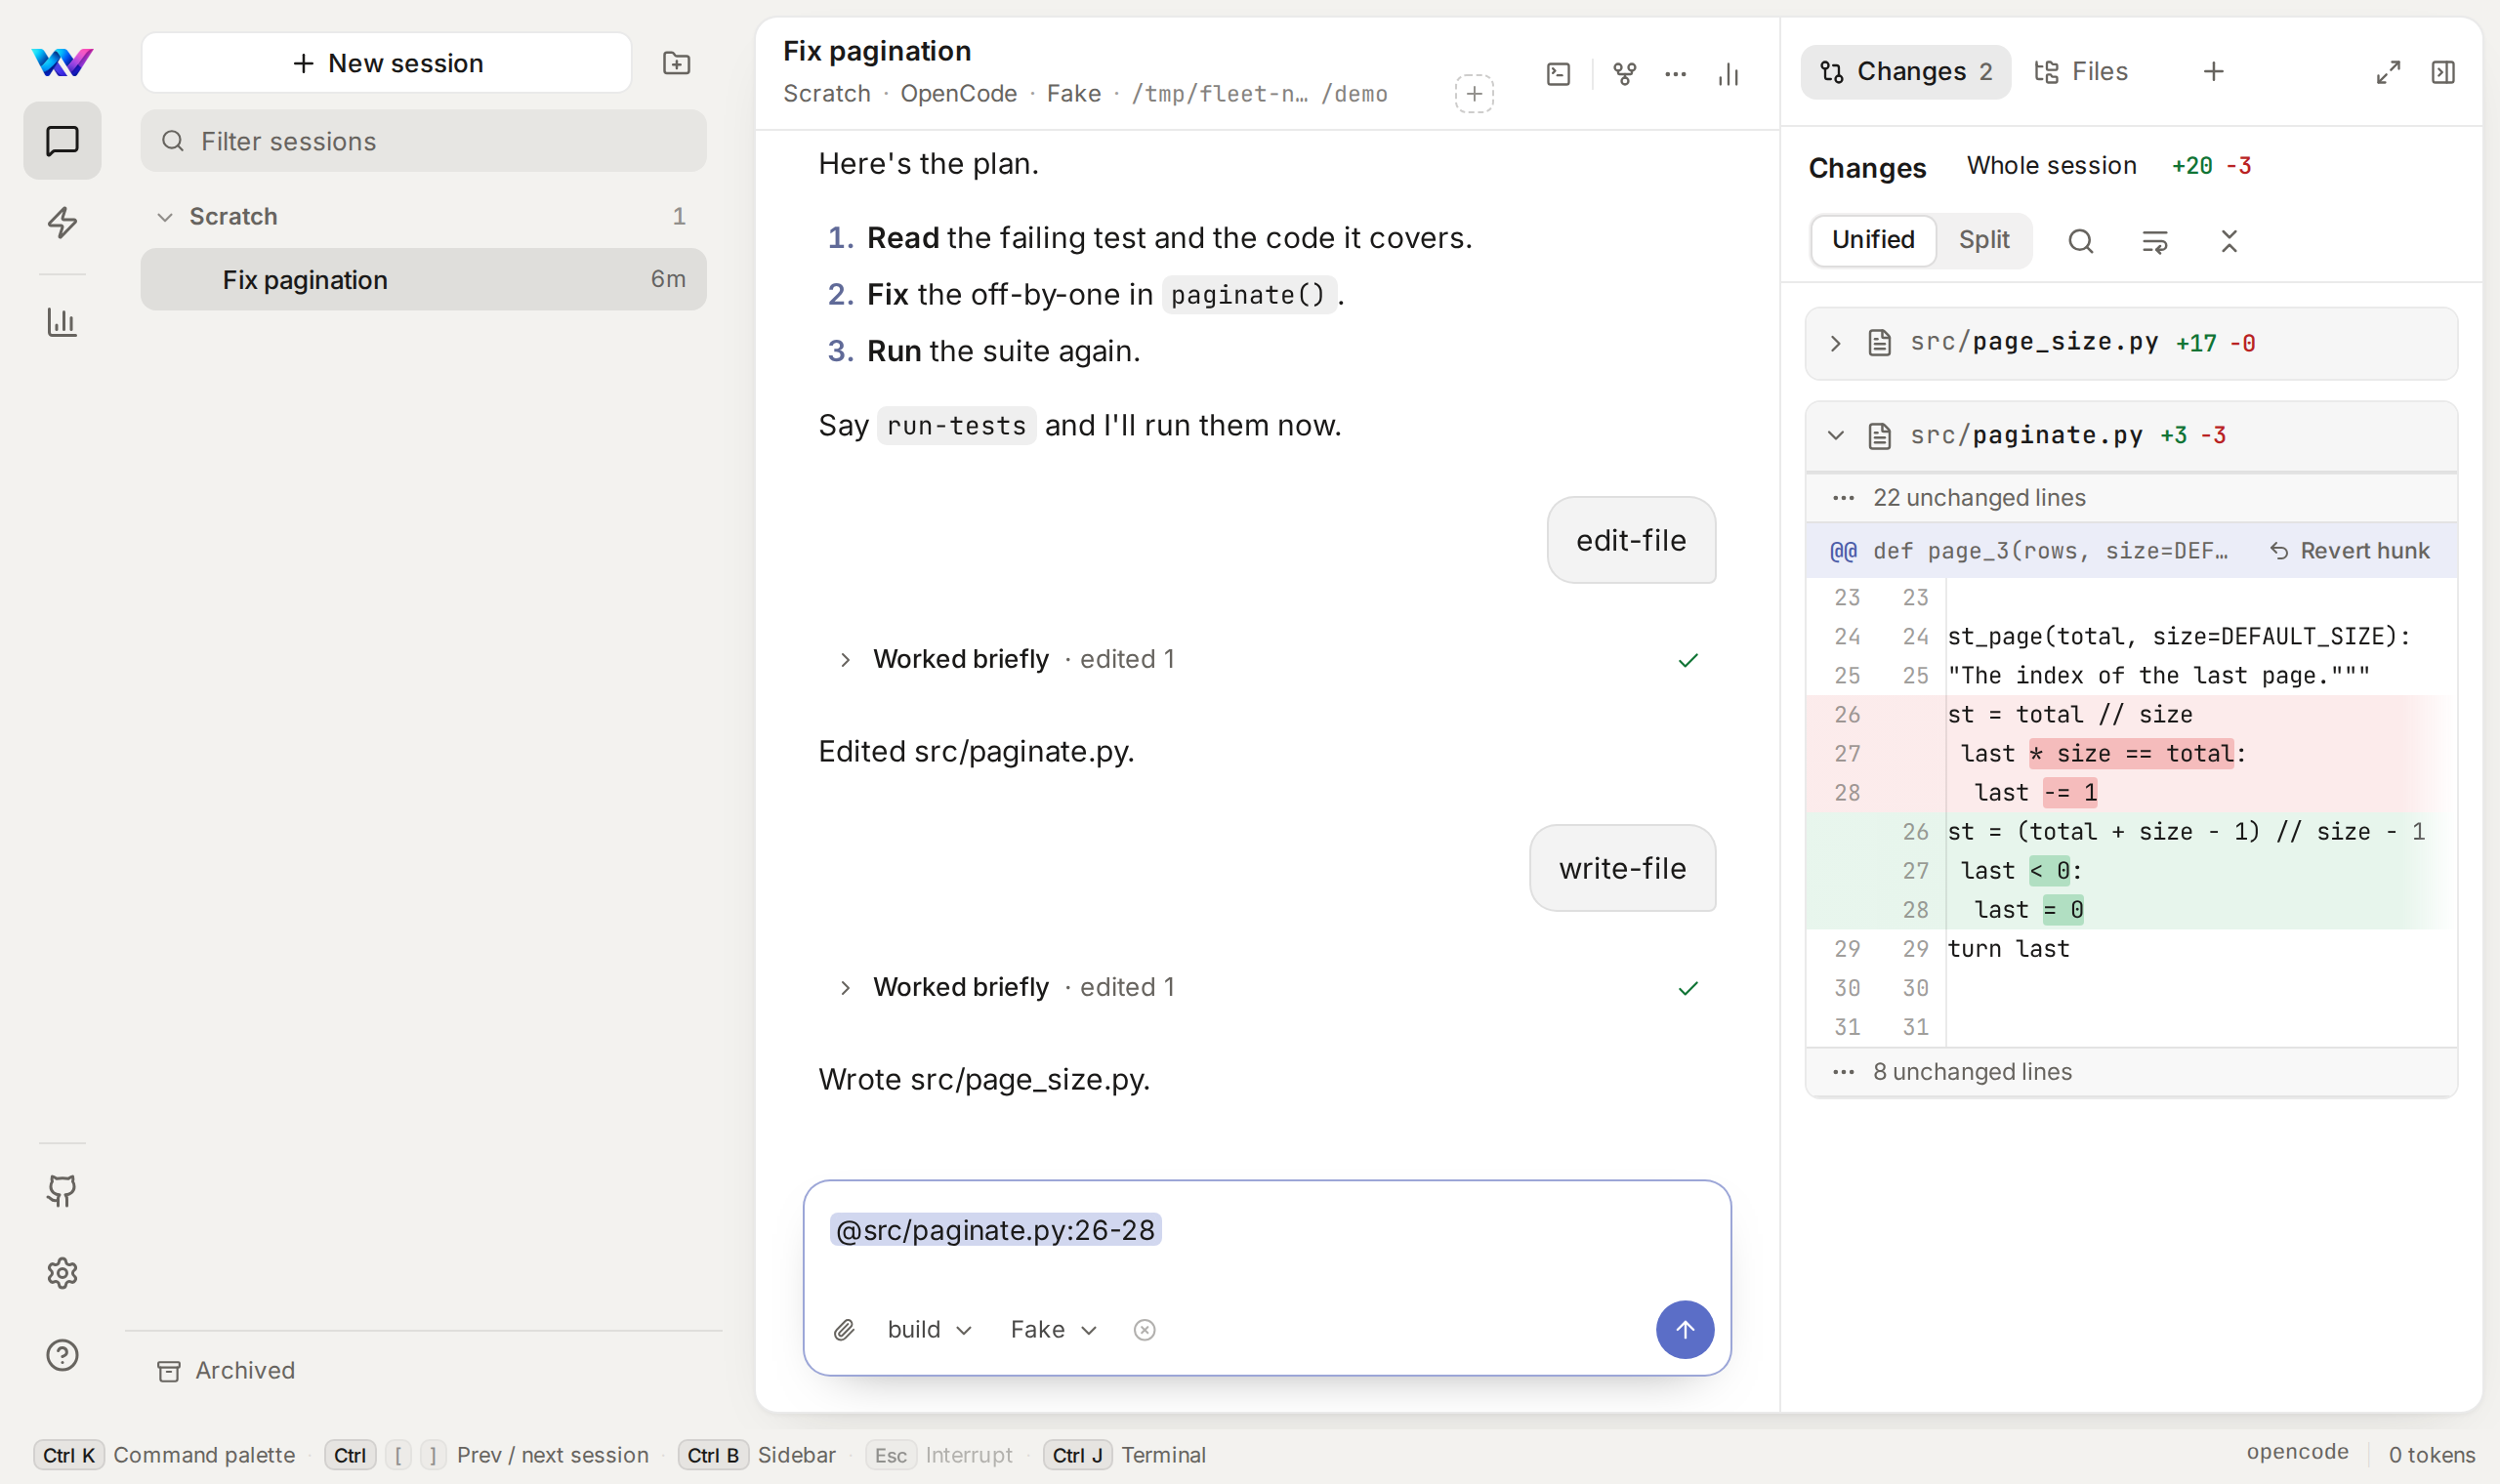 New session
Filter sessions
Scratch 1
Fix pagination 6m
Archived
Fix pagination
Scratch · OpenCode · Fake · /tmp/fleet-n… /demo
Here's the plan.
1. Read the failing test and the code it covers.
2. Fix the off-by-one in paginate().
3. Run the suite again.
Say run-tests and I'll run them now.
edit-file
Worked briefly · edited 1
Edited src/paginate.py.
write-file
Worked briefly · edited 1
Wrote src/page_size.py.
@src/paginate.py:26-28
build Fake
Changes 2 Files
Changes Whole session +20 -3
Unified Split
src/page_size.py +17 -0
src/paginate.py +3 -3
22 unchanged lines
@@ def page_3(rows, size=DEF… Revert hunk
23 23
24 24 st_page(total, size=DEFAULT_SIZE):
25 25 "The index of the last page."""
26 st = total // size
27 last * size == total:
28 last -= 1
26 st = (total + size - 1) // size - 1
27 last < 0:
28 last = 0
29 29 turn last
30 30
31 31
8 unchanged lines
Ctrl K Command palette · Ctrl [ ] Prev / next session · Ctrl B Sidebar · Esc Interrupt · Ctrl J Terminal
opencode 0 tokens